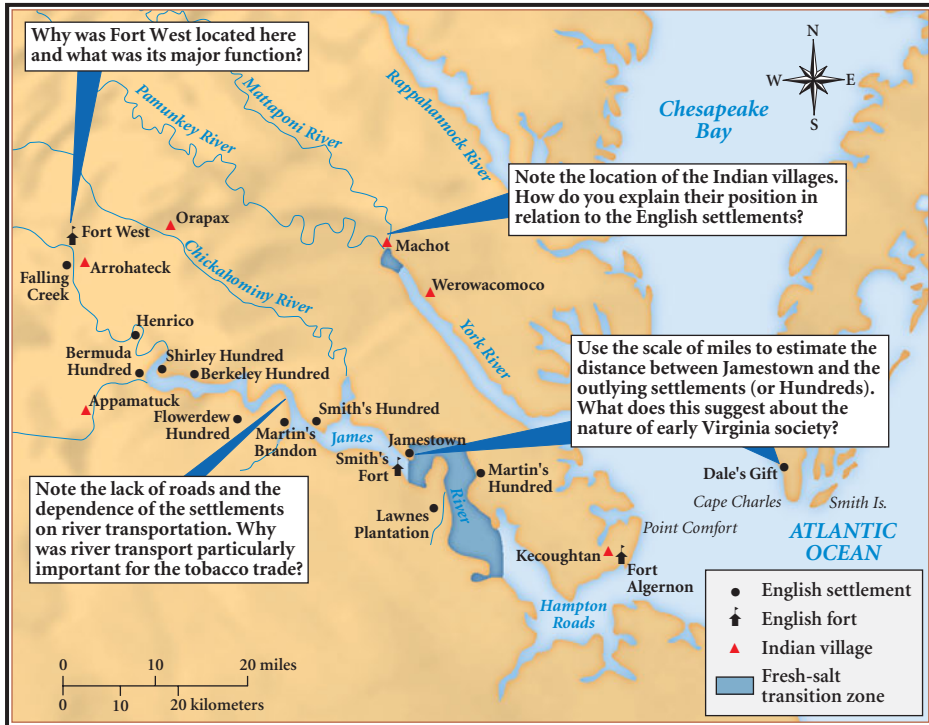 Why was Fort West located here
and what was its major function?
Pamunkey River
Mattaponi River
Rappahannock River
Chesapeake
Bay
N
W
E
S
Note the location of the Indian villages.
How do you explain their position in
relation to the English settlements?
Orapax
Fort West
Machot
Arrohateck
Falling
Creek
Chickahominy River
Werowacomoco
Henrico
York River
Bermuda
Hundred
Shirley Hundred
Berkeley Hundred
Use the scale of miles to estimate the
distance between Jamestown and the
outlying settlements (or Hundreds).
What does this suggest about the
nature of early Virginia society?
Appamatuck
Flowerdew
Hundred
Martin's
Brandon
Smith's Hundred
James
River
Jamestown
Smith's
Fort
Martin's
Hundred
Dale's Gift
Cape Charles
Smith Is.
Note the lack of roads and the
dependence of the settlements
on river transportation. Why
was river transport particularly
important for the tobacco trade?
Lawnes
Plantation
Point Comfort
ATLANTIC
OCEAN
Kecoughtan
Fort
Algernon
Hampton
Roads
English settlement
English fort
Indian village
Fresh-salt
transition zone
0 10 20 miles
0 10 20 kilometers